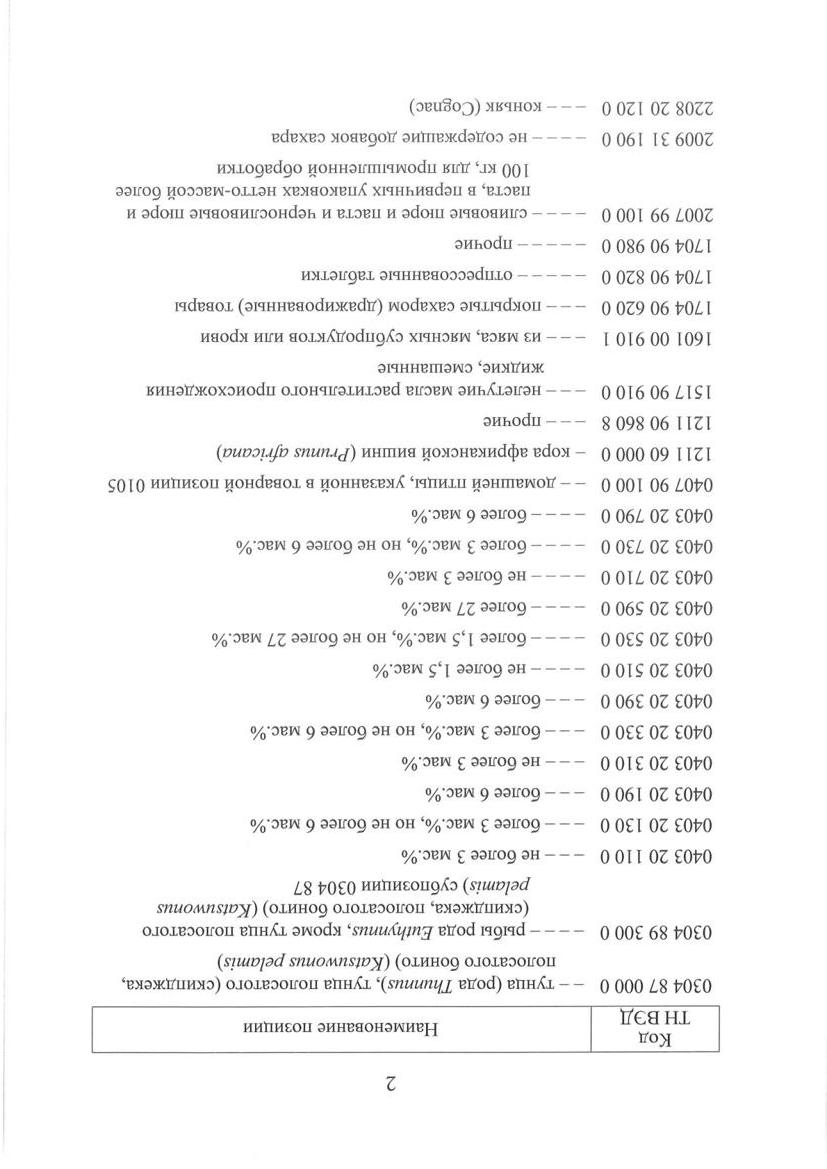 2
Код
ТН ВЭД
Наименование позиции
0304 87 000 0 – – тунца (рода Thunnus), тунца полосатого (скипджека,
полосатого бонито) (Katsuwonus pelamis)
0304 89 300 0 – – – – рыбы рода Euthynnus, кроме тунца полосатого
(скипджека, полосатого бонито) (Katsuwonus
pelamis) субпозиции 0304 87
0403 20 110 0 – – – не более 3 мас.%
0403 20 130 0 – – – более 3 мас.%, но не более 6 мас.%
0403 20 190 0 – – – более 6 мас.%
0403 20 310 0 – – – не более 3 мас.%
0403 20 330 0 – – – более 3 мас.%, но не более 6 мас.%
0403 20 390 0 – – – более 6 мас.%
0403 20 510 0 – – – – не более 1,5 мас.%
0403 20 530 0 – – – – более 1,5 мас.%, но не более 27 мас.%
0403 20 590 0 – – – – более 27 мас.%
0403 20 710 0 – – – – не более 3 мас.%
0403 20 730 0 – – – – более 3 мас.%, но не более 6 мас.%
0403 20 790 0 – – – – более 6 мас.%
0407 90 100 0 – – домашней птицы, указанной в товарной позиции 0105
1211 60 000 0 – кора африканской вишни (Prunus africana)
1211 90 860 8 – – – прочие
1517 90 910 0 – – – нелетучие масла растительного происхождения
жидкие, смешанные
1601 00 910 1 – – – из мяса, мясных субпродуктов или крови
1704 90 620 0 – – – покрытые сахаром (дражированные) товары
1704 90 820 0 – – – – – отпрессованные таблетки
1704 90 980 0 – – – – – прочие
2007 99 100 0 – – – – сливовые пюре и паста и черносливовые пюре и
паста, в первичных упаковках нетто-массой более
100 кг, для промышленной обработки
2009 31 190 0 – – – – не содержащие добавок сахара
2208 20 120 0 – – – коньяк (Cognac)